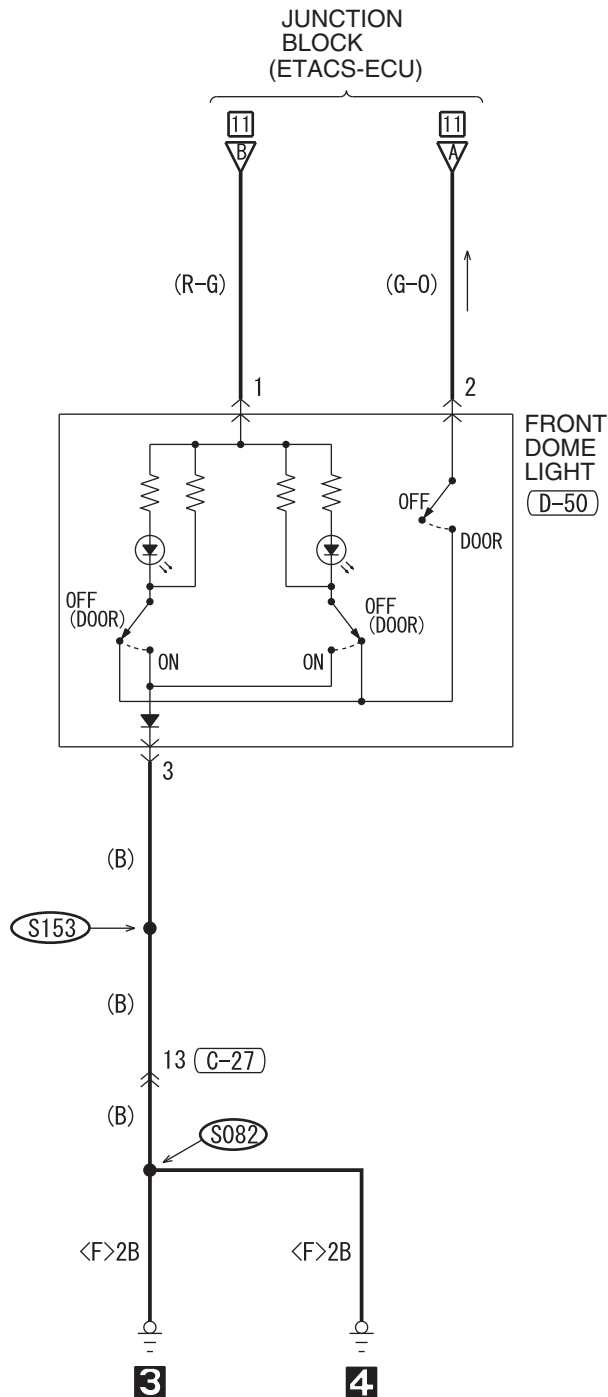 JUNCTION
BLOCK
(ETACS-ECU)
11
11
B
A
(R-G)
(G-O)
1
2
FRONT
DOME
LIGHT
D-50
OFF
DOOR
OFF
(DOOR)
OFF
(DOOR)
ON
ON
3
(B)
S153
(B)
13
C-27
(B)
S082
<F>2B
<F>2B
3
4